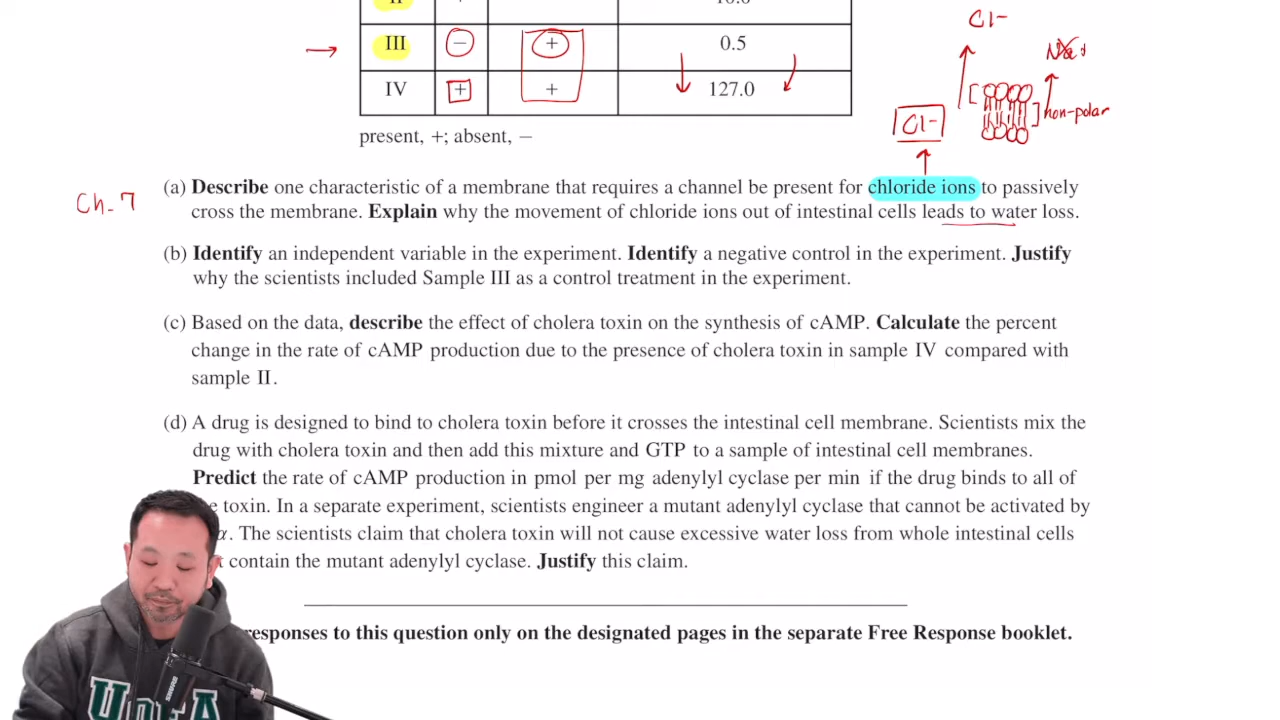 II + 10.0
III − + 0.5
IV + + 127.0
present, +; absent, −
Cl-
Cl-
non-polar
Ch. 7
(a) Describe one characteristic of a membrane that requires a channel be present for chloride ions to passively
cross the membrane. Explain why the movement of chloride ions out of intestinal cells leads to water loss.
(b) Identify an independent variable in the experiment. Identify a negative control in the experiment. Justify
why the scientists included Sample III as a control treatment in the experiment.
(c) Based on the data, describe the effect of cholera toxin on the synthesis of cAMP. Calculate the percent
change in the rate of cAMP production due to the presence of cholera toxin in sample IV compared with
sample II.
(d) A drug is designed to bind to cholera toxin before it crosses the intestinal cell membrane. Scientists mix the
drug with cholera toxin and then add this mixture and GTP to a sample of intestinal cell membranes.
Predict the rate of cAMP production in pmol per mg adenylyl cyclase per min if the drug binds to all of
e toxin. In a separate experiment, scientists engineer a mutant adenylyl cyclase that cannot be activated by
α. The scientists claim that cholera toxin will not cause excessive water loss from whole intestinal cells
contain the mutant adenylyl cyclase. Justify this claim.
responses to this question only on the designated pages in the separate Free Response booklet.
SHURE